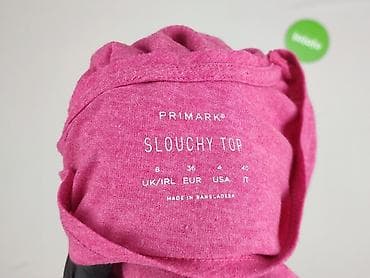 PRIMARK®
SLOUCHY TOP
8 36 4 40
UK/IRL EUR USA IT
MADE IN BANGLADESH